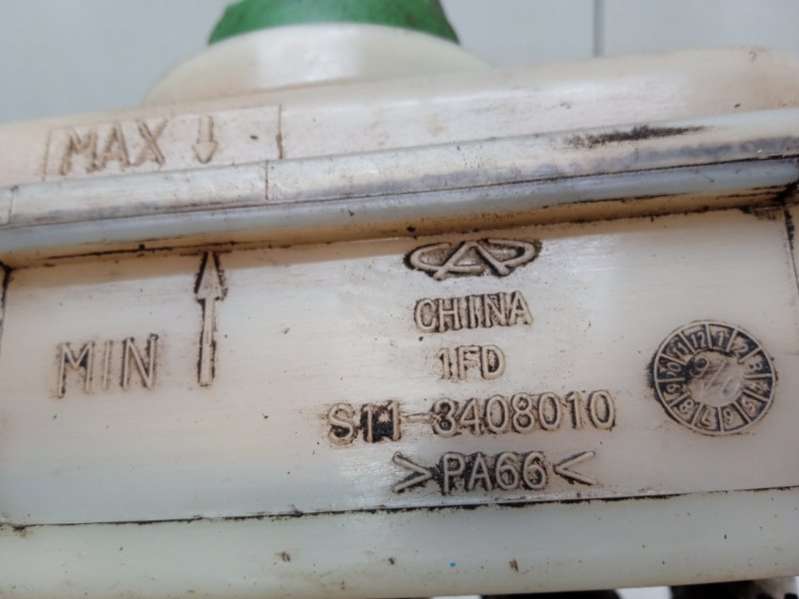 MAX ↓
MIN ↑
CHINA
1FD
S11-3408010
>PA66<